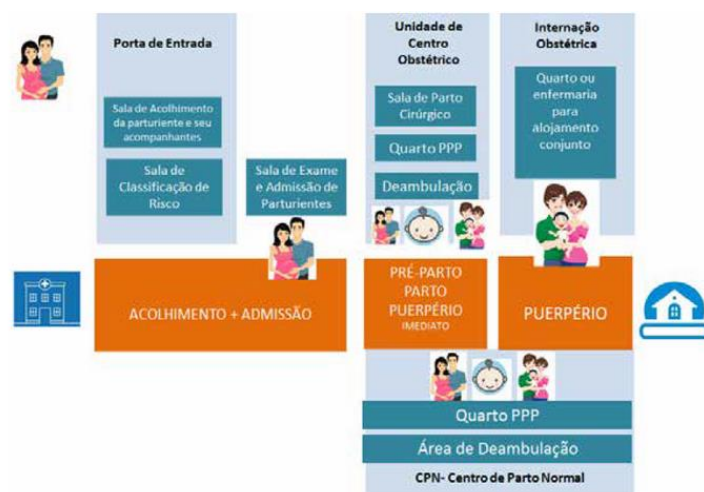 Porta de Entrada
Sala de Acolhimento
da parturiente e seu
acompanhantes
Sala de
Classificação de
Risco
Sala de Exame
e Admissão de
Parturientes
Unidade de
Centro
Obstétrico
Sala de Parto
Cirúrgico
Quarto PPP
Deambulação
Internação
Obstétrica
Quarto ou
enfermaria
para
alojamento
conjunto
ACOLHIMENTO + ADMISSÃO
PRÉ-PARTO
PARTO
PUERPÉRIO
IMEDIATO
PUERPÉRIO
Quarto PPP
Área de Deambulação
CPN- Centro de Parto Normal